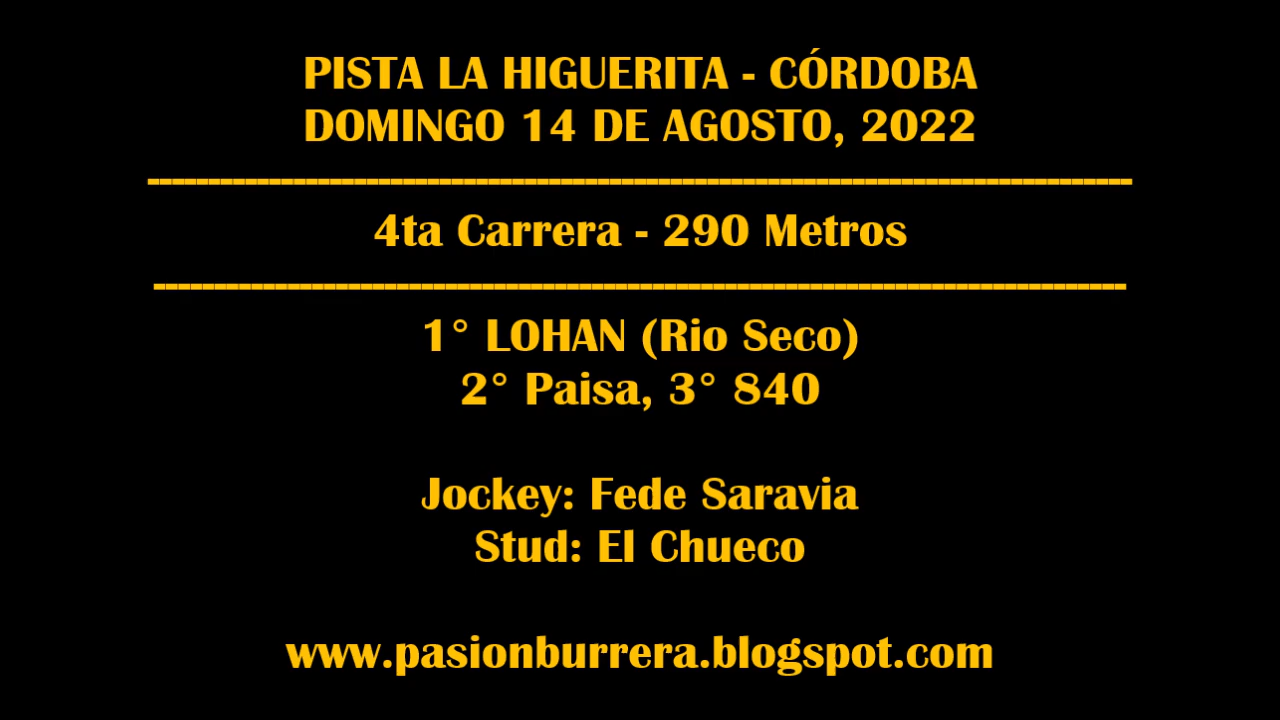 PISTA LA HIGUERITA - CÓRDOBA
DOMINGO 14 DE AGOSTO, 2022
4ta Carrera - 290 Metros
1° LOHAN (Rio Seco)
2° Paisa, 3° 840
Jockey: Fede Saravia
Stud: El Chueco
www.pasionburrera.blogspot.com